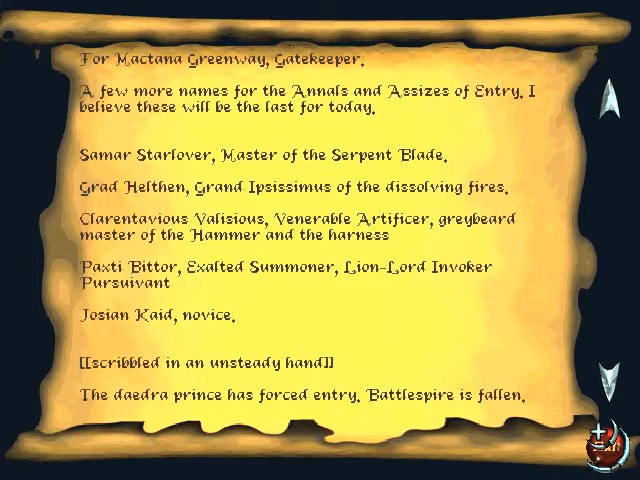 For Mactana Greenway, Gatekeeper.
A few more names for the Annals and Assizes of Entry. I
believe these will be the last for today.
Samar Starlover, Master of the Serpent Blade.
Grad Helthen, Grand Ipsissimus of the dissolving fires.
Clarentavious Valisious, Venerable Artificer, greybeard
master of the Hammer and the harness
Paxti Bittor, Exalted Summoner, Lion-Lord Invoker
Pursuivant
Josian Kaid, novice.
[[scribbled in an unsteady hand]]
The daedra prince has forced entry. Battlespire is fallen.